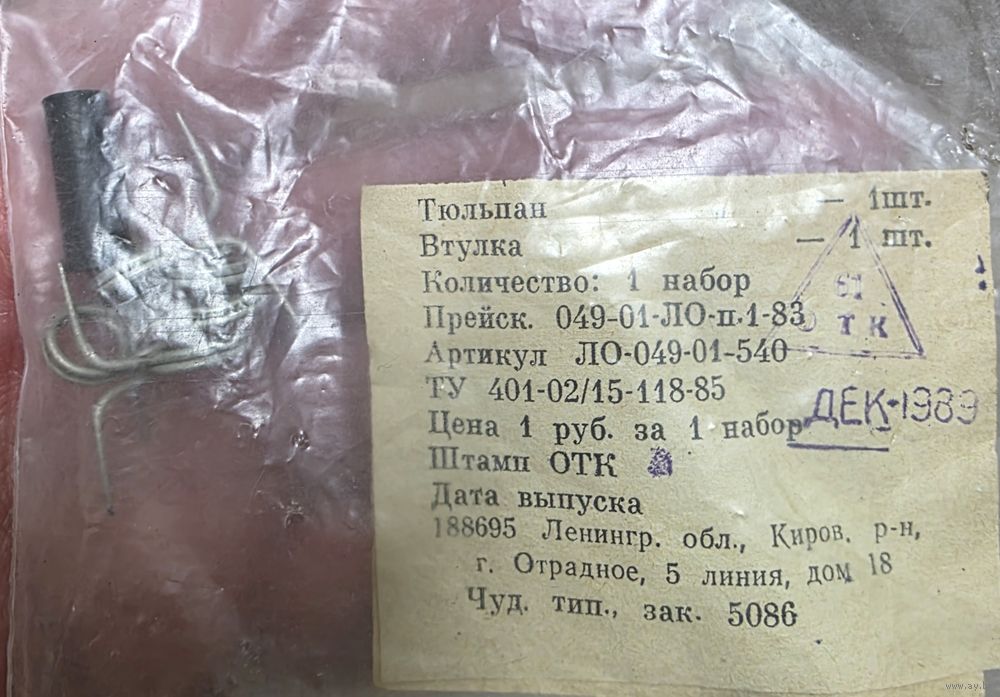 Тюльпан — 1шт.
Втулка — 1 шт.
Количество: 1 набор
Прейск. 049-01-ЛО-п.1-83
Артикул ЛО-049-01-540
ТУ 401-02/15-118-85
Цена 1 руб. за 1 набор
Штамп ОТК
Дата выпуска
188695 Ленингр. обл., Киров. р-н,
г. Отрадное, 5 линия, дом 18
Чуд. тип., зак. 5086
61
ОТК
ДЕК-1989